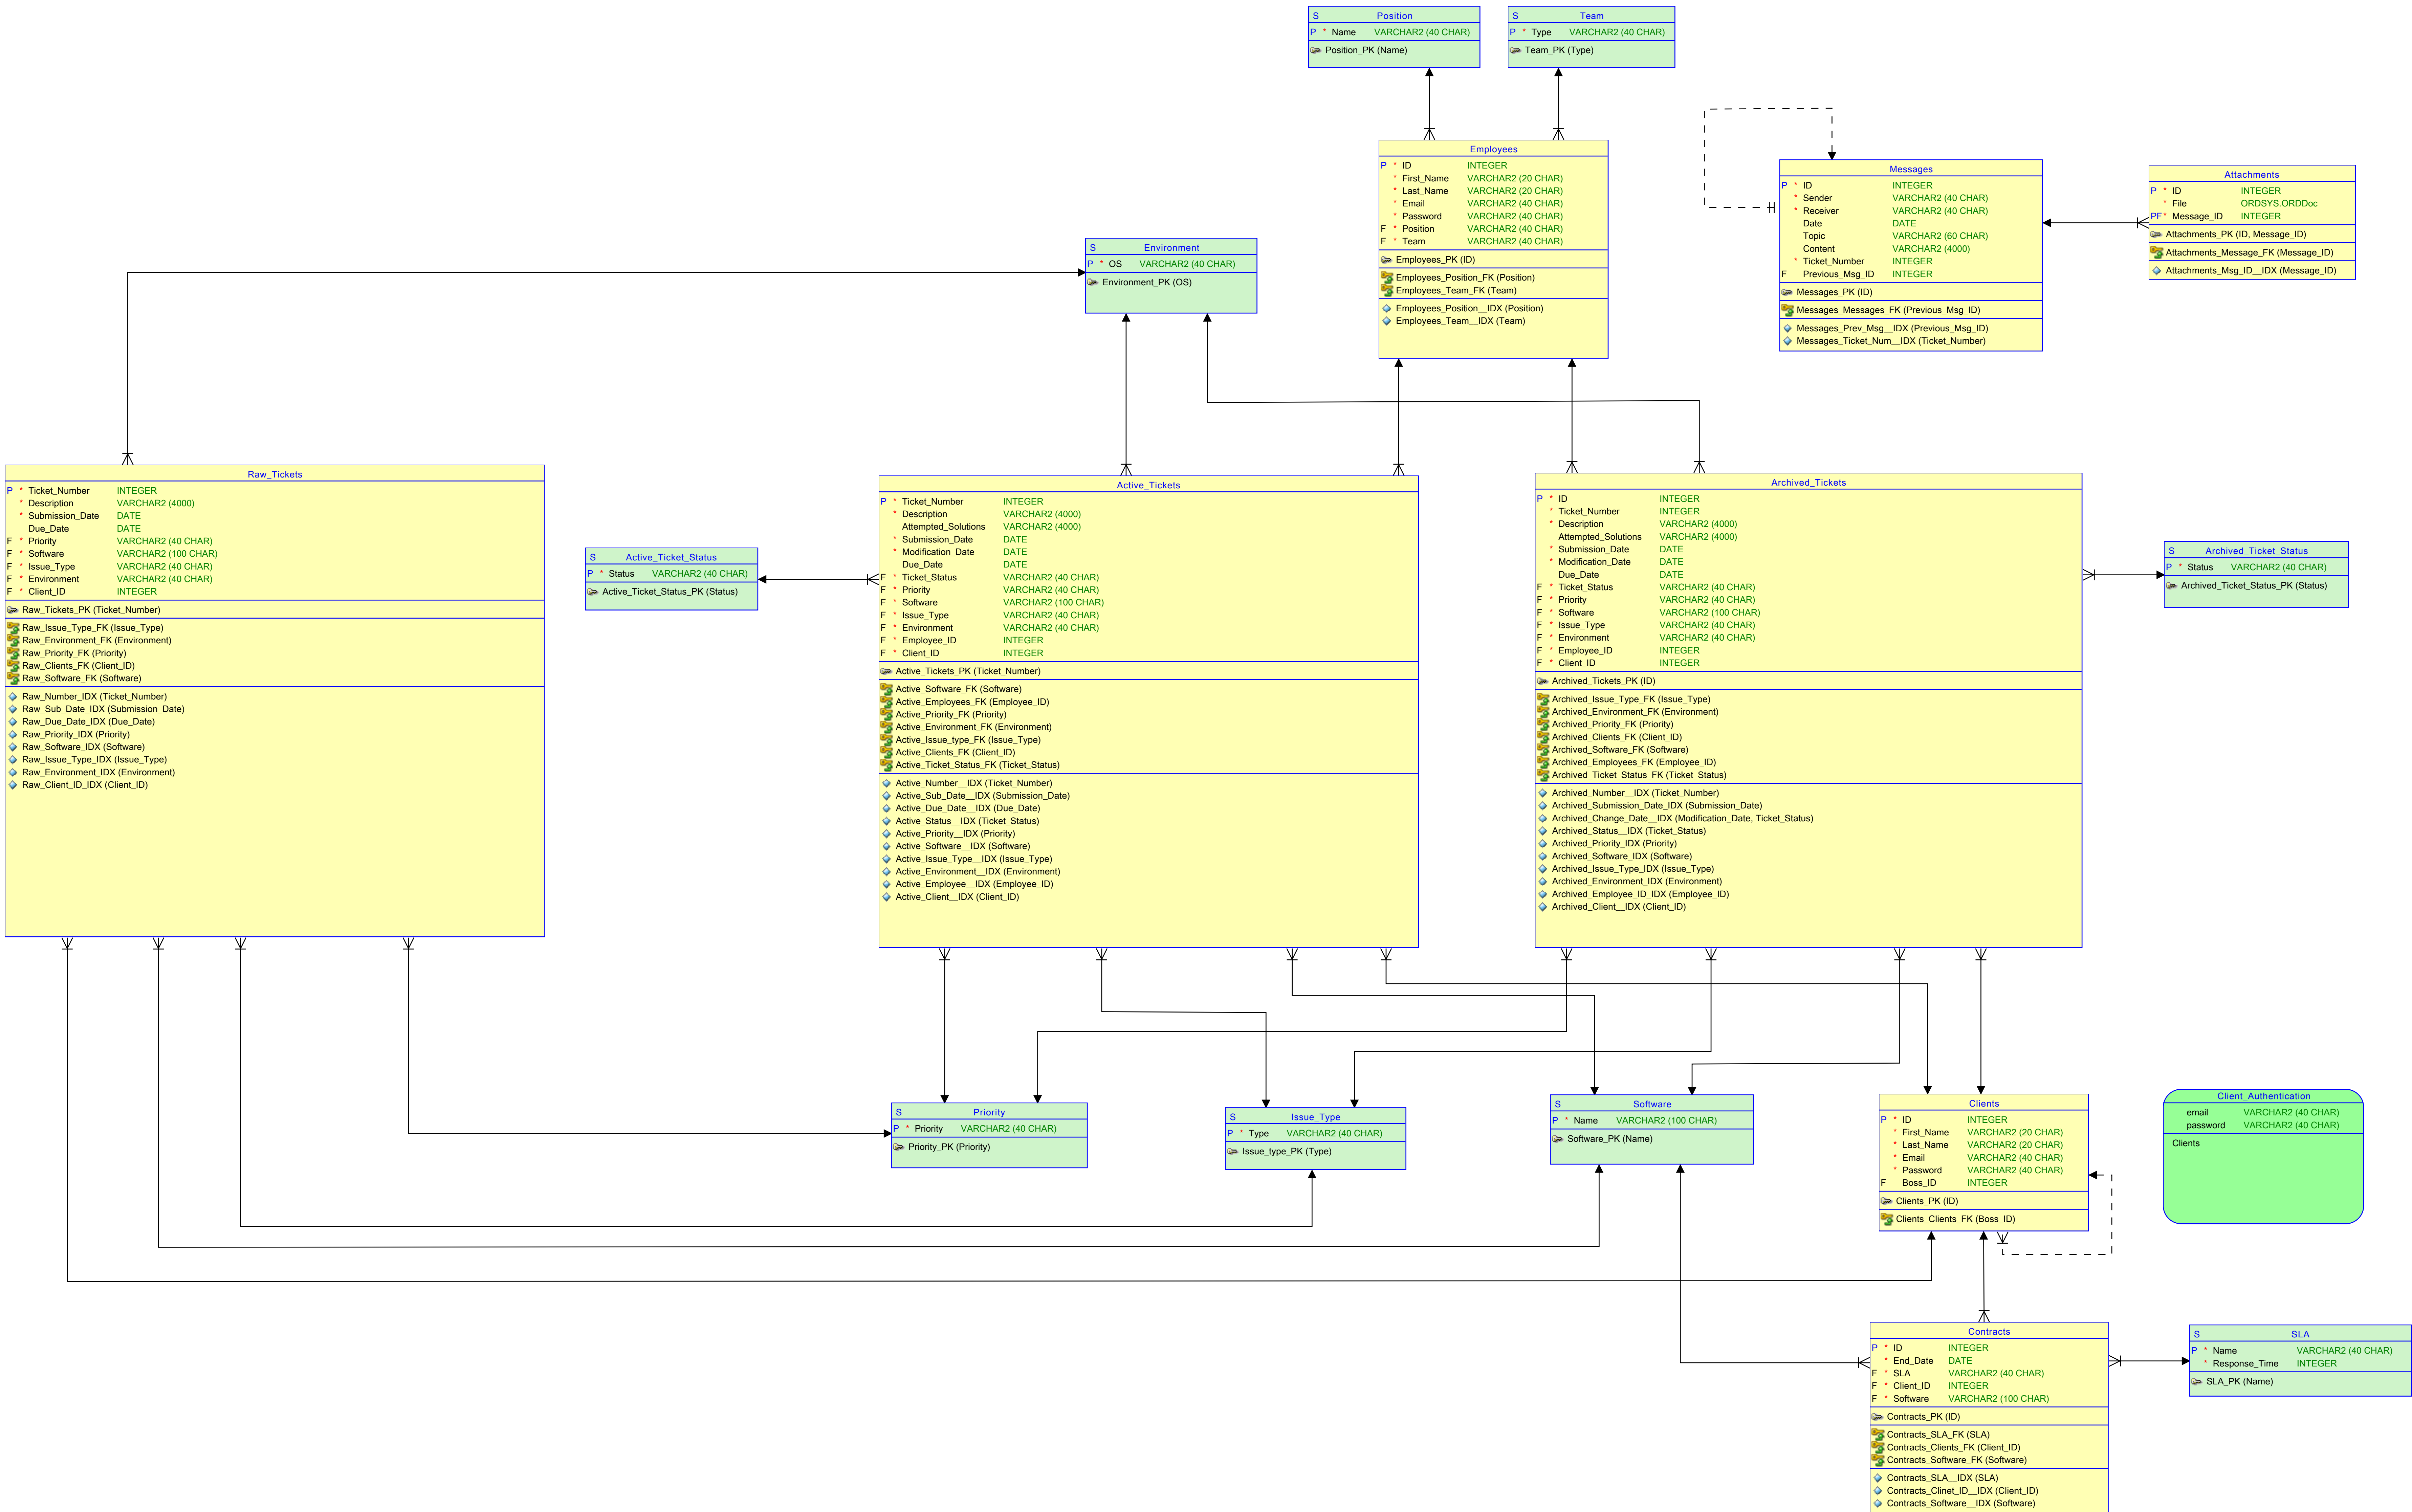 S Position
P * Name VARCHAR2 (40 CHAR)
Position_PK (Name)
S Team
P * Type VARCHAR2 (40 CHAR)
Team_PK (Type)
Employees
P * ID INTEGER
* First_Name VARCHAR2 (20 CHAR)
* Last_Name VARCHAR2 (20 CHAR)
* Email VARCHAR2 (40 CHAR)
* Password VARCHAR2 (40 CHAR)
F * Position VARCHAR2 (40 CHAR)
F * Team VARCHAR2 (40 CHAR)
Employees_PK (ID)
Employees_Position_FK (Position)
Employees_Team_FK (Team)
Employees_Position__IDX (Position)
Employees_Team__IDX (Team)
Messages
P * ID INTEGER
* Sender VARCHAR2 (40 CHAR)
* Receiver VARCHAR2 (40 CHAR)
Date DATE
Topic VARCHAR2 (60 CHAR)
Content VARCHAR2 (4000)
* Ticket_Number INTEGER
F Previous_Msg_ID INTEGER
Messages_PK (ID)
Messages_Messages_FK (Previous_Msg_ID)
Messages_Prev_Msg__IDX (Previous_Msg_ID)
Messages_Ticket_Num__IDX (Ticket_Number)
Attachments
P * ID INTEGER
* File ORDSYS.ORDDoc
PF * Message_ID INTEGER
Attachments_PK (ID, Message_ID)
Attachments_Message_FK (Message_ID)
Attachments_Msg_ID__IDX (Message_ID)
S Environment
P * OS VARCHAR2 (40 CHAR)
Environment_PK (OS)
Raw_Tickets
P * Ticket_Number INTEGER
* Description VARCHAR2 (4000)
* Submission_Date DATE
Due_Date DATE
F * Priority VARCHAR2 (40 CHAR)
F * Software VARCHAR2 (100 CHAR)
F * Issue_Type VARCHAR2 (40 CHAR)
F * Environment VARCHAR2 (40 CHAR)
F * Client_ID INTEGER
Raw_Tickets_PK (Ticket_Number)
Raw_Issue_Type_FK (Issue_Type)
Raw_Environment_FK (Environment)
Raw_Priority_FK (Priority)
Raw_Clients_FK (Client_ID)
Raw_Software_FK (Software)
Raw_Number_IDX (Ticket_Number)
Raw_Sub_Date_IDX (Submission_Date)
Raw_Due_Date_IDX (Due_Date)
Raw_Priority_IDX (Priority)
Raw_Software_IDX (Software)
Raw_Issue_Type_IDX (Issue_Type)
Raw_Environment_IDX (Environment)
Raw_Client_ID_IDX (Client_ID)
S Active_Ticket_Status
P * Status VARCHAR2 (40 CHAR)
Active_Ticket_Status_PK (Status)
Active_Tickets
P * Ticket_Number INTEGER
* Description VARCHAR2 (4000)
Attempted_Solutions VARCHAR2 (4000)
* Submission_Date DATE
* Modification_Date DATE
Due_Date DATE
F * Ticket_Status VARCHAR2 (40 CHAR)
F * Priority VARCHAR2 (40 CHAR)
F * Software VARCHAR2 (100 CHAR)
F * Issue_Type VARCHAR2 (40 CHAR)
F * Environment VARCHAR2 (40 CHAR)
F * Employee_ID INTEGER
F * Client_ID INTEGER
Active_Tickets_PK (Ticket_Number)
Active_Software_FK (Software)
Active_Employees_FK (Employee_ID)
Active_Priority_FK (Priority)
Active_Environment_FK (Environment)
Active_Issue_type_FK (Issue_Type)
Active_Clients_FK (Client_ID)
Active_Ticket_Status_FK (Ticket_Status)
Active_Number__IDX (Ticket_Number)
Active_Sub_Date__IDX (Submission_Date)
Active_Due_Date__IDX (Due_Date)
Active_Status__IDX (Ticket_Status)
Active_Priority__IDX (Priority)
Active_Software__IDX (Software)
Active_Issue_Type__IDX (Issue_Type)
Active_Environment__IDX (Environment)
Active_Employee__IDX (Employee_ID)
Active_Client__IDX (Client_ID)
Archived_Tickets
P * ID INTEGER
* Ticket_Number INTEGER
* Description VARCHAR2 (4000)
Attempted_Solutions VARCHAR2 (4000)
* Submission_Date DATE
* Modification_Date DATE
Due_Date DATE
F * Ticket_Status VARCHAR2 (40 CHAR)
F * Priority VARCHAR2 (40 CHAR)
F * Software VARCHAR2 (100 CHAR)
F * Issue_Type VARCHAR2 (40 CHAR)
F * Environment VARCHAR2 (40 CHAR)
F * Employee_ID INTEGER
F * Client_ID INTEGER
Archived_Tickets_PK (ID)
Archived_Issue_Type_FK (Issue_Type)
Archived_Environment_FK (Environment)
Archived_Priority_FK (Priority)
Archived_Clients_FK (Client_ID)
Archived_Software_FK (Software)
Archived_Employees_FK (Employee_ID)
Archived_Ticket_Status_FK (Ticket_Status)
Archived_Number__IDX (Ticket_Number)
Archived_Submission_Date_IDX (Submission_Date)
Archived_Change_Date__IDX (Modification_Date, Ticket_Status)
Archived_Status__IDX (Ticket_Status)
Archived_Priority_IDX (Priority)
Archived_Software_IDX (Software)
Archived_Issue_Type_IDX (Issue_Type)
Archived_Environment_IDX (Environment)
Archived_Employee_ID_IDX (Employee_ID)
Archived_Client__IDX (Client_ID)
S Archived_Ticket_Status
P * Status VARCHAR2 (40 CHAR)
Archived_Ticket_Status_PK (Status)
S Priority
P * Priority VARCHAR2 (40 CHAR)
Priority_PK (Priority)
S Issue_Type
P * Type VARCHAR2 (40 CHAR)
Issue_type_PK (Type)
S Software
P * Name VARCHAR2 (100 CHAR)
Software_PK (Name)
Clients
P * ID INTEGER
* First_Name VARCHAR2 (20 CHAR)
* Last_Name VARCHAR2 (20 CHAR)
* Email VARCHAR2 (40 CHAR)
* Password VARCHAR2 (40 CHAR)
F Boss_ID INTEGER
Clients_PK (ID)
Clients_Clients_FK (Boss_ID)
Client_Authentication
email VARCHAR2 (40 CHAR)
password VARCHAR2 (40 CHAR)
Clients
Contracts
P * ID INTEGER
* End_Date DATE
F * SLA VARCHAR2 (40 CHAR)
F * Client_ID INTEGER
F * Software VARCHAR2 (100 CHAR)
Contracts_PK (ID)
Contracts_SLA_FK (SLA)
Contracts_Clients_FK (Client_ID)
Contracts_Software_FK (Software)
Contracts_SLA__IDX (SLA)
Contracts_Clinet_ID__IDX (Client_ID)
Contracts_Software__IDX (Software)
S SLA
P * Name VARCHAR2 (40 CHAR)
* Response_Time INTEGER
SLA_PK (Name)